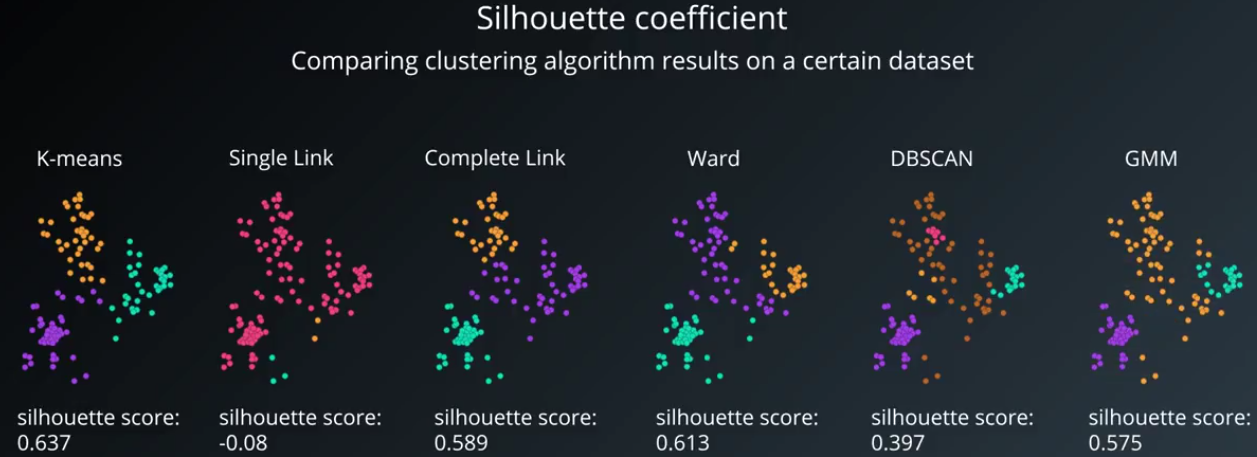 Silhouette coefficient
Comparing clustering algorithm results on a certain dataset
K-means
Single Link
Complete Link
Ward
DBSCAN
GMM
silhouette score:
0.637
silhouette score:
-0.08
silhouette score:
0.589
silhouette score:
0.613
silhouette score:
0.397
silhouette score:
0.575